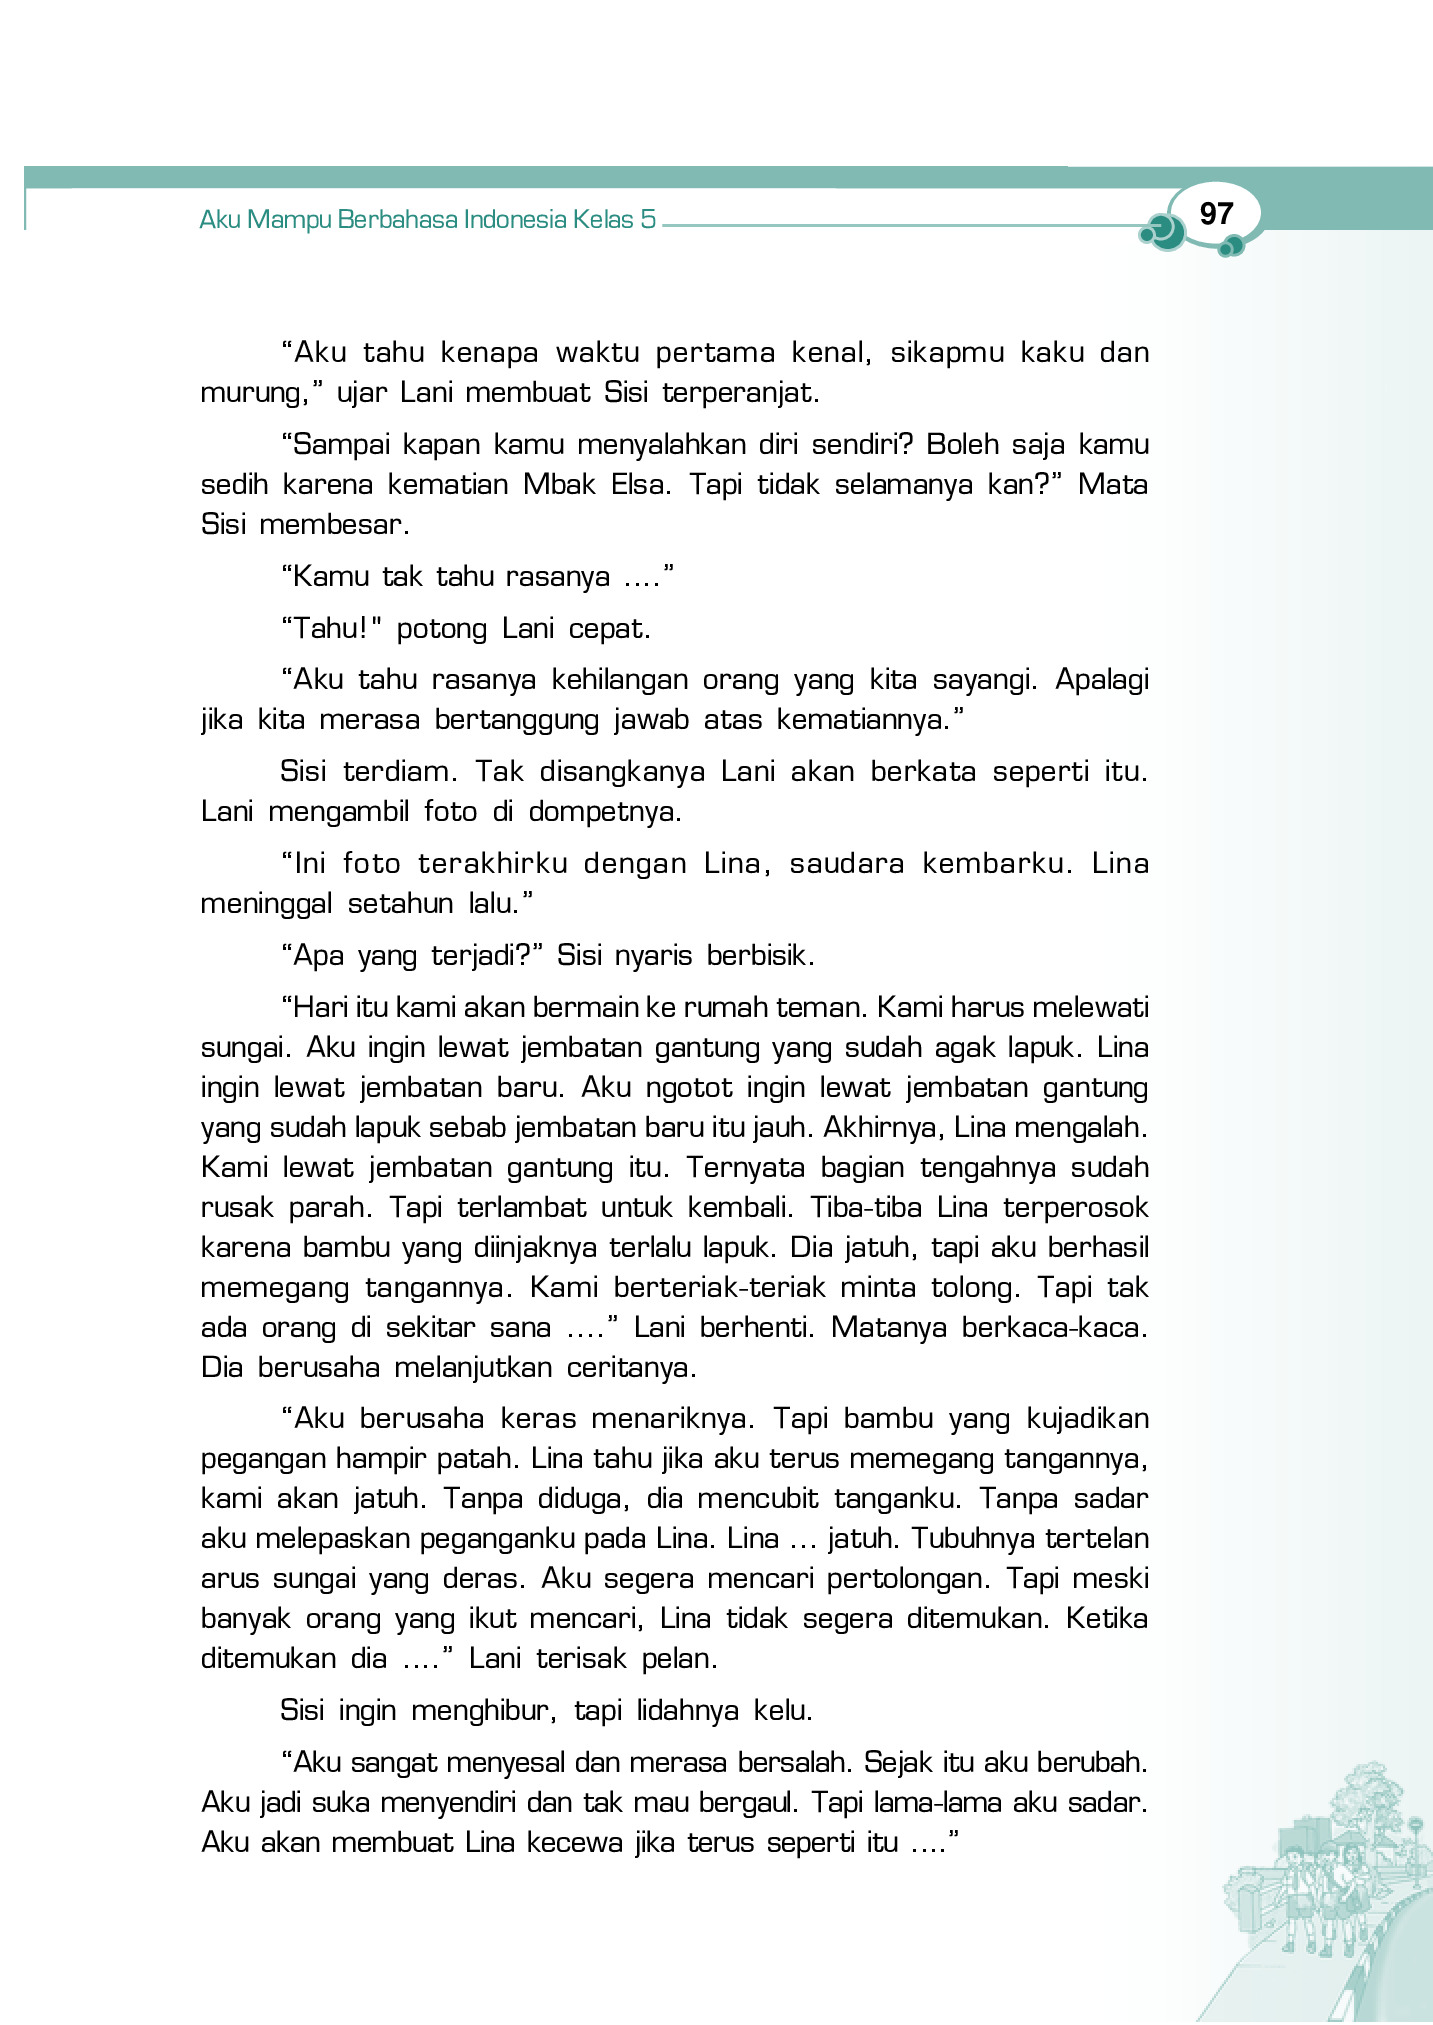 Aku Mampu Berbahasa Indonesia Kelas 5
97
“Aku tahu kenapa waktu pertama kenal, sikapmu kaku dan
murung,” ujar Lani membuat Sisi terperanjat.
“Sampai kapan kamu menyalahkan diri sendiri? Boleh saja kamu
sedih karena kematian Mbak Elsa. Tapi tidak selamanya kan?” Mata
Sisi membesar.
“Kamu tak tahu rasanya ....”
“Tahu!" potong Lani cepat.
“Aku tahu rasanya kehilangan orang yang kita sayangi. Apalagi
jika kita merasa bertanggung jawab atas kematiannya.”
Sisi terdiam. Tak disangkanya Lani akan berkata seperti itu.
Lani mengambil foto di dompetnya.
“Ini foto terakhirku dengan Lina, saudara kembarku. Lina
meninggal setahun lalu.”
“Apa yang terjadi?” Sisi nyaris berbisik.
“Hari itu kami akan bermain ke rumah teman. Kami harus melewati
sungai. Aku ingin lewat jembatan gantung yang sudah agak lapuk. Lina
ingin lewat jembatan baru. Aku ngotot ingin lewat jembatan gantung
yang sudah lapuk sebab jembatan baru itu jauh. Akhirnya, Lina mengalah.
Kami lewat jembatan gantung itu. Ternyata bagian tengahnya sudah
rusak parah. Tapi terlambat untuk kembali. Tiba-tiba Lina terperosok
karena bambu yang diinjaknya terlalu lapuk. Dia jatuh, tapi aku berhasil
memegang tangannya. Kami berteriak-teriak minta tolong. Tapi tak
ada orang di sekitar sana ....” Lani berhenti. Matanya berkaca-kaca.
Dia berusaha melanjutkan ceritanya.
“Aku berusaha keras menariknya. Tapi bambu yang kujadikan
pegangan hampir patah. Lina tahu jika aku terus memegang tangannya,
kami akan jatuh. Tanpa diduga, dia mencubit tanganku. Tanpa sadar
aku melepaskan peganganku pada Lina. Lina ... jatuh. Tubuhnya tertelan
arus sungai yang deras. Aku segera mencari pertolongan. Tapi meski
banyak orang yang ikut mencari, Lina tidak segera ditemukan. Ketika
ditemukan dia ....” Lani terisak pelan.
Sisi ingin menghibur, tapi lidahnya kelu.
“Aku sangat menyesal dan merasa bersalah. Sejak itu aku berubah.
Aku jadi suka menyendiri dan tak mau bergaul. Tapi lama-lama aku sadar.
Aku akan membuat Lina kecewa jika terus seperti itu ....”